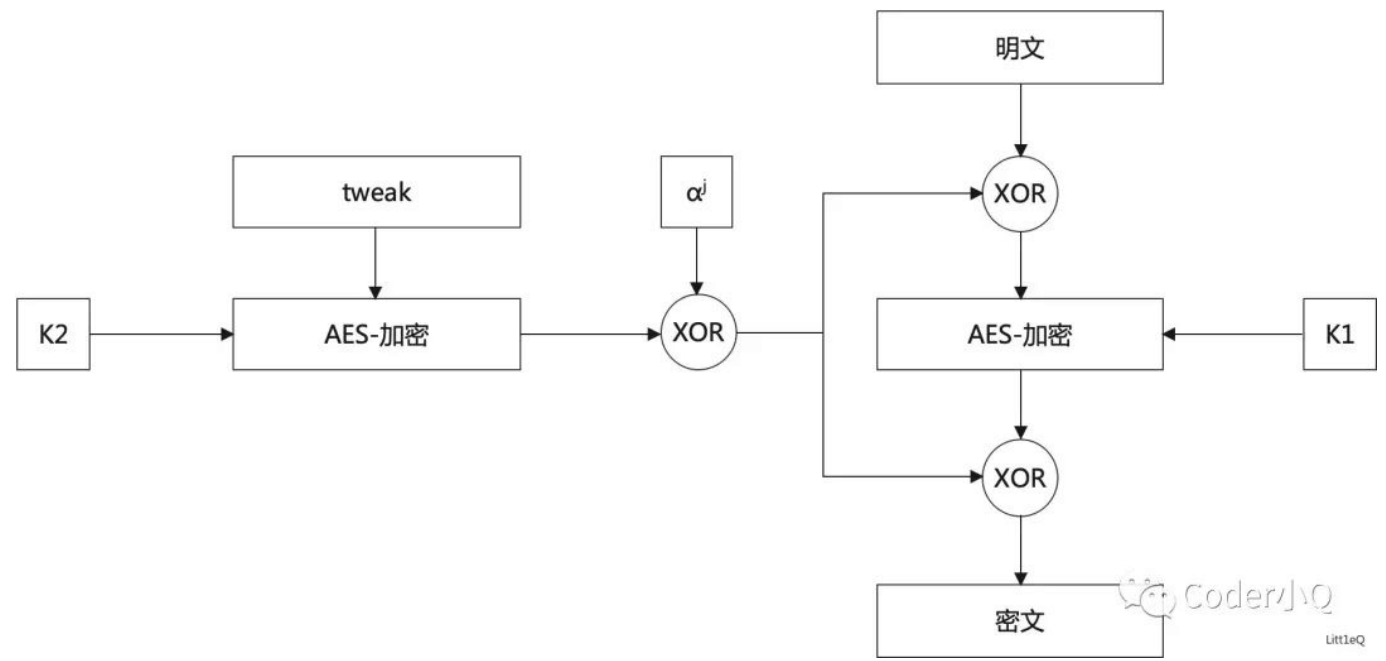 明文
tweak
αʲ
XOR
K2
AES-加密
XOR
AES-加密
K1
XOR
密文
Coder小Q
Litt1eQ